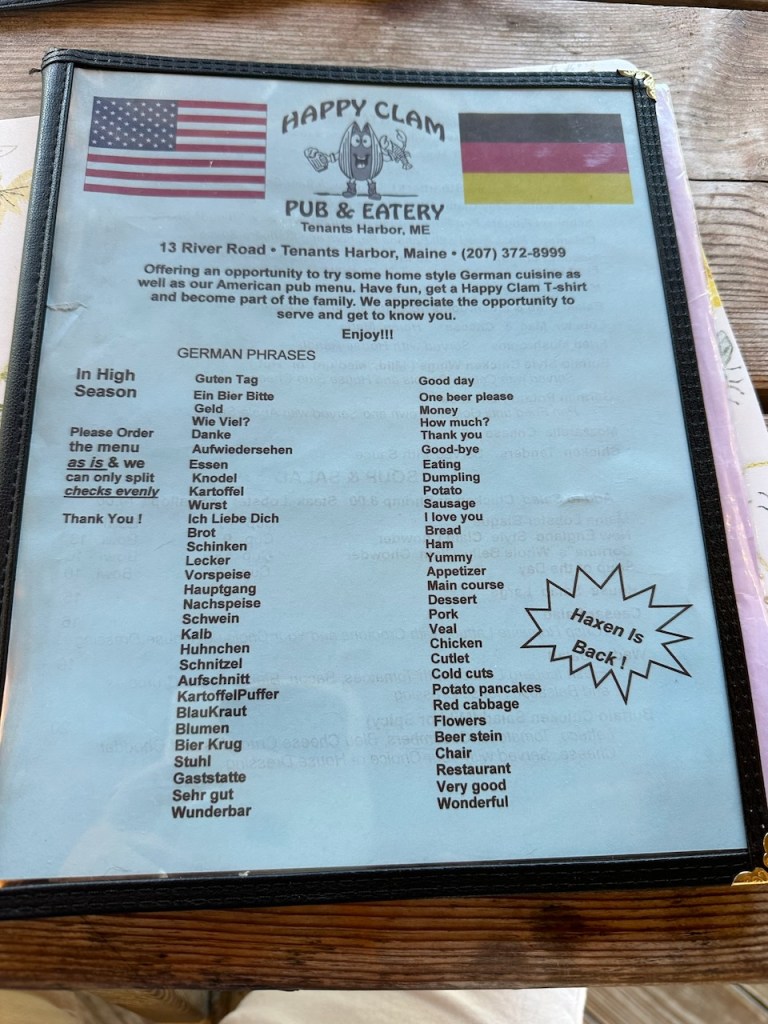 HAPPY CLAM
PUB & EATERY
Tenants Harbor, ME
13 River Road • Tenants Harbor, Maine • (207) 372-8999
Offering an opportunity to try some home style German cuisine as
well as our American pub menu. Have fun, get a Happy Clam T-shirt
and become part of the family. We appreciate the opportunity to
serve and get to know you.
Enjoy!!!
GERMAN PHRASES
In High
Season
Please Order
the menu
as is & we
can only split
checks evenly
Thank You !
Guten Tag Good day
Ein Bier Bitte One beer please
Geld Money
Wie Viel? How much?
Danke Thank you
Aufwiedersehen Good-bye
Essen Eating
Knodel Dumpling
Kartoffel Potato
Wurst Sausage
Ich Liebe Dich I love you
Brot Bread
Schinken Ham
Lecker Yummy
Vorspeise Appetizer
Hauptgang Main course
Nachspeise Dessert
Schwein Pork
Kalb Veal
Huhnchen Chicken
Schnitzel Cutlet
Aufschnitt Cold cuts
KartoffelPuffer Potato pancakes
BlauKraut Red cabbage
Blumen Flowers
Bier Krug Beer stein
Stuhl Chair
Gaststatte Restaurant
Sehr gut Very good
Wunderbar Wonderful
Haxen Is
Back !